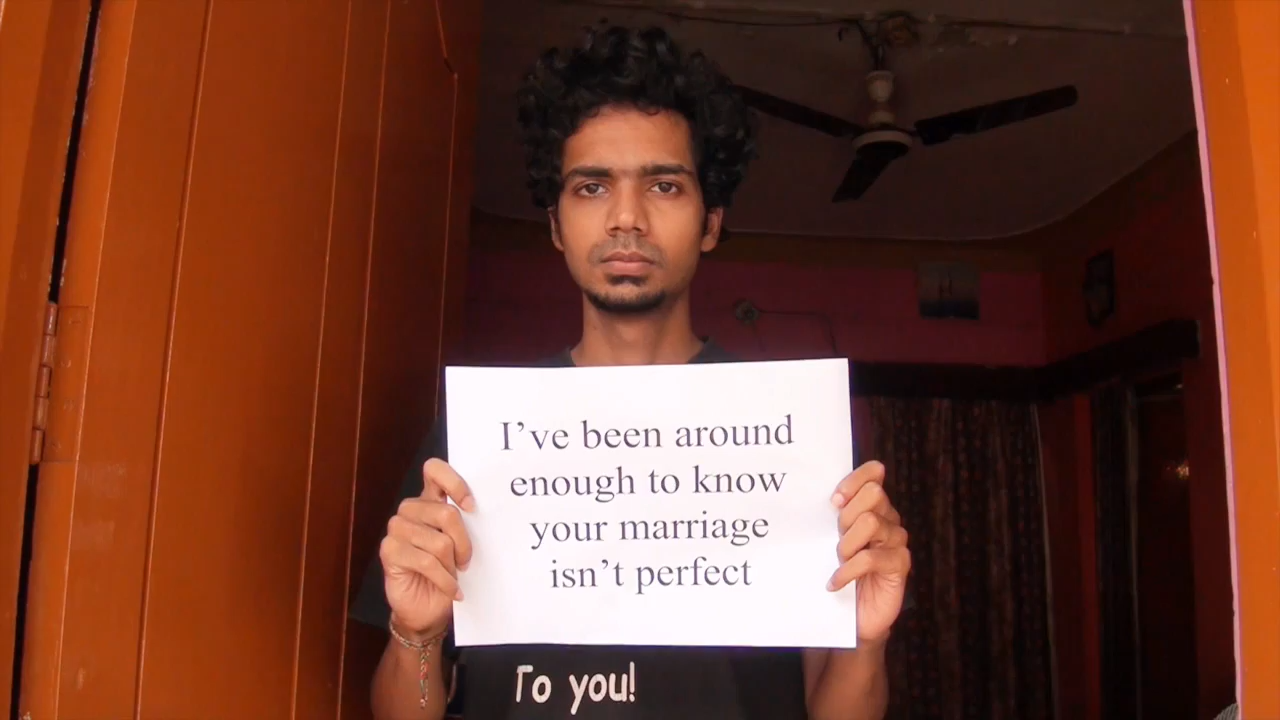 I’ve been around
enough to know
your marriage
isn’t perfect
To you!